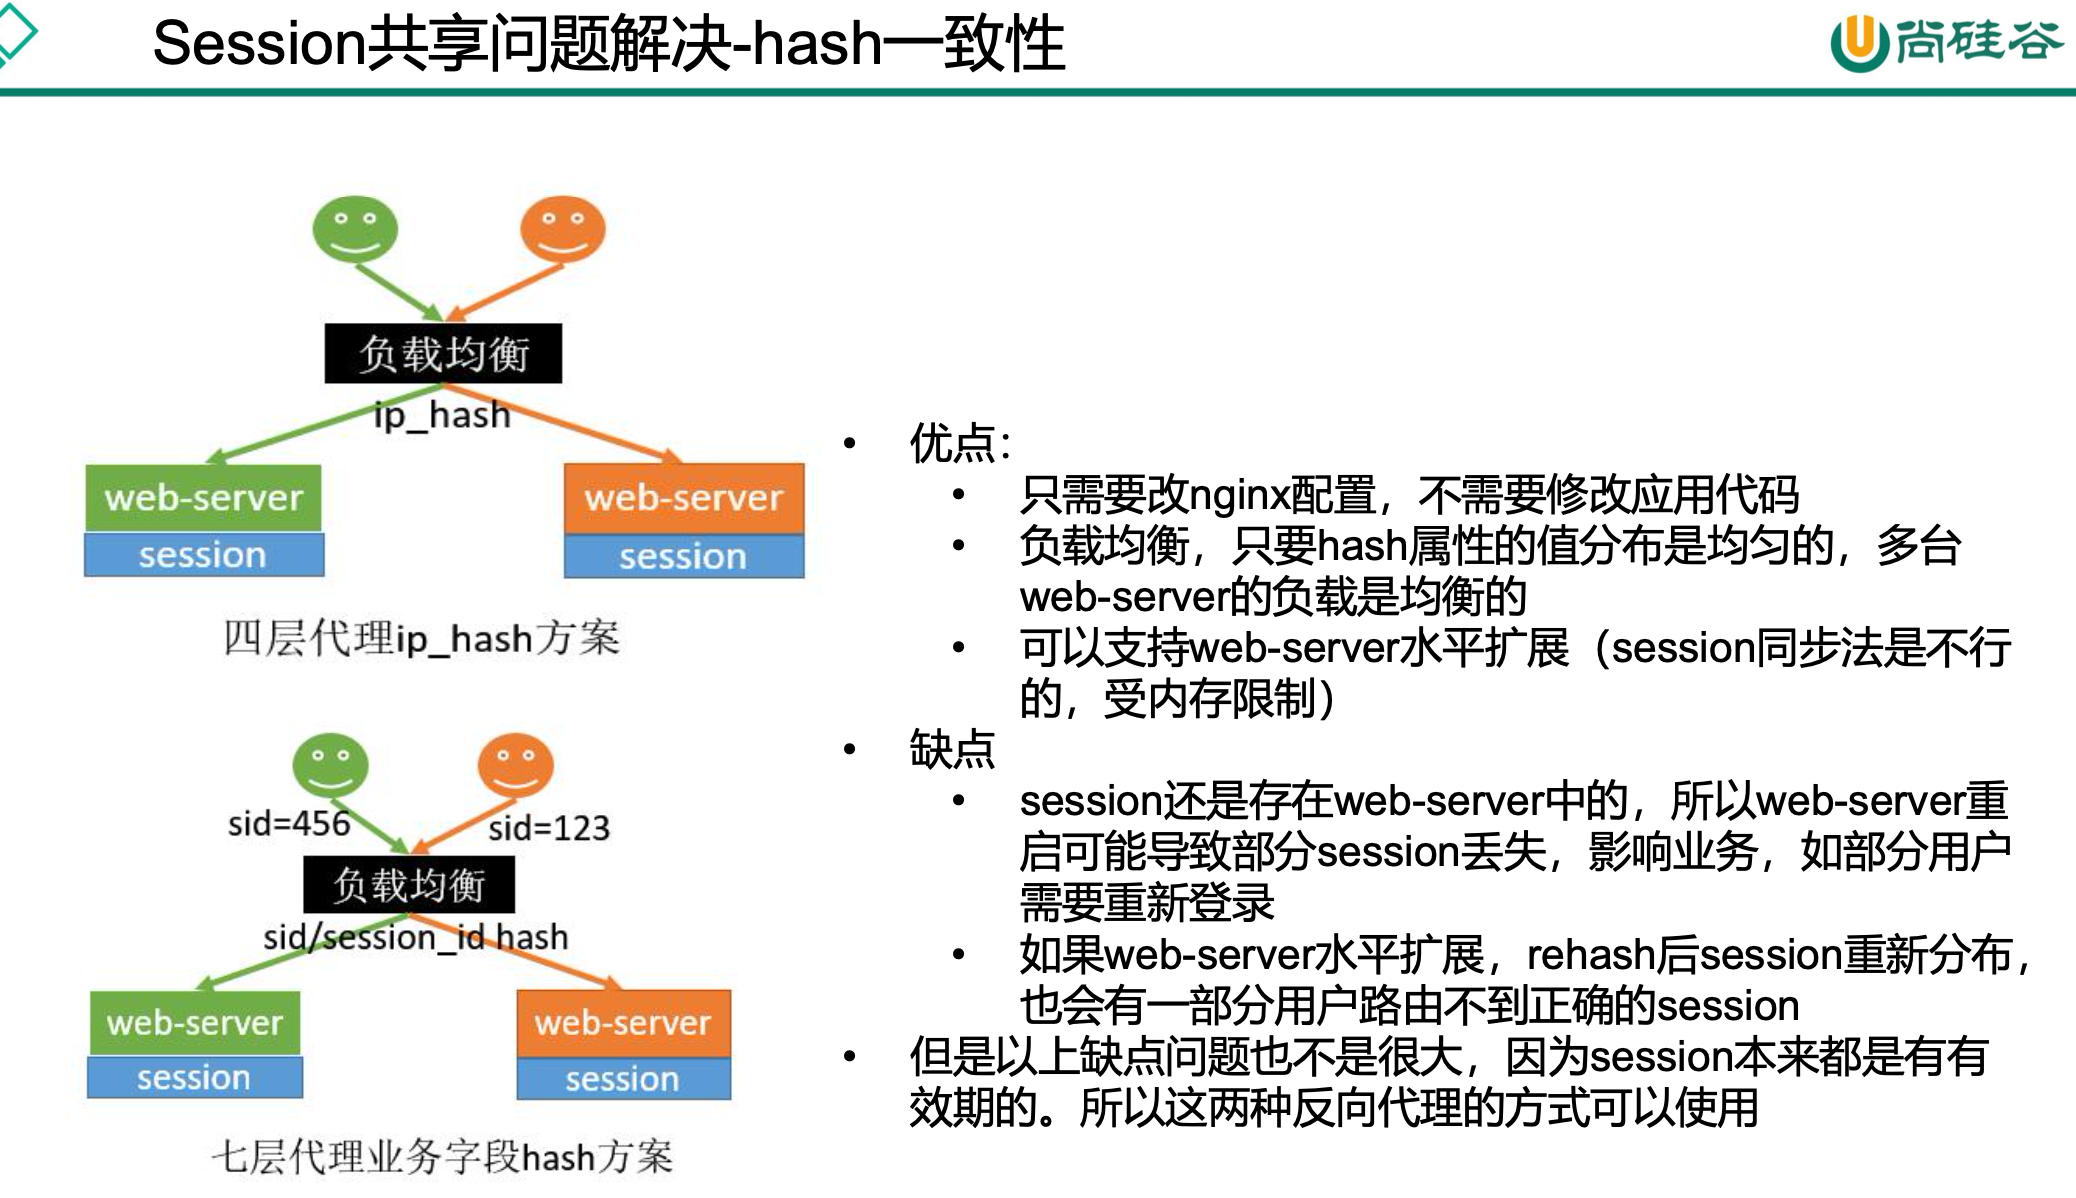 Session共享问题解决-hash一致性
尚硅谷
负载均衡
ip_hash
web-server
web-server
session
session
四层代理ip_hash方案
sid=456
sid=123
负载均衡
sid/session_id hash
web-server
web-server
session
session
七层代理业务字段hash方案
• 优点：
• 只需要改nginx配置，不需要修改应用代码
• 负载均衡，只要hash属性的值分布是均匀的，多台
web-server的负载是均衡的
• 可以支持web-server水平扩展（session同步法是不行
的，受内存限制）
• 缺点
• session还是存在web-server中的，所以web-server重
启可能导致部分session丢失，影响业务，如部分用户
需要重新登录
• 如果web-server水平扩展，rehash后session重新分布，
也会有一部分用户路由不到正确的session
• 但是以上缺点问题也不是很大，因为session本来都是有有
效期的。所以这两种反向代理的方式可以使用